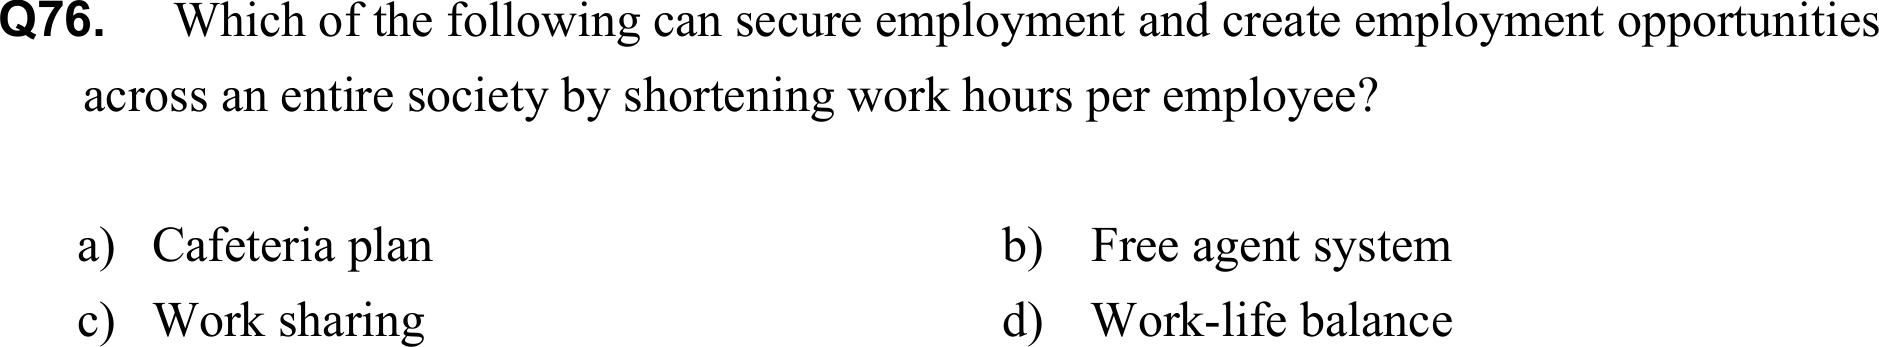 Q76. Which of the following can secure employment and create employment opportunities
across an entire society by shortening work hours per employee?
a) Cafeteria plan b) Free agent system
c) Work sharing d) Work-life balance